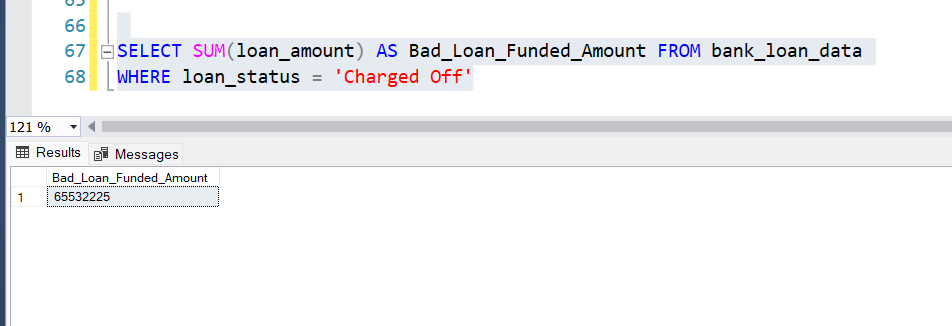 66
67 SELECT SUM(loan_amount) AS Bad_Loan_Funded_Amount FROM bank_loan_data
68 WHERE loan_status = 'Charged Off'
121 %
Results Messages
Bad_Loan_Funded_Amount
1 65532225